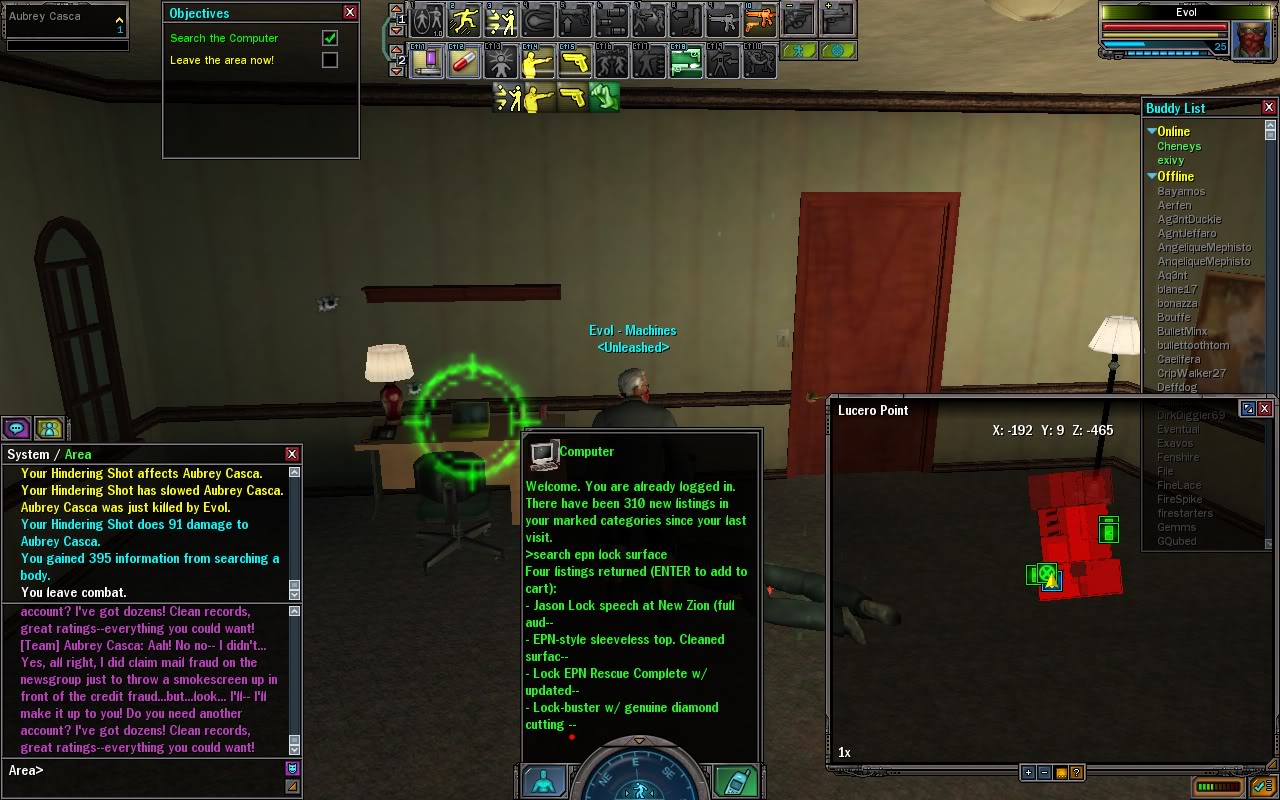 Aubrey Casca
1
Objectives
Search the Computer
Leave the area now!
1
2
Ctrl2
Evol
25
Buddy List
Online
Cheneys
exivy
Offline
8ayamos
Aerfen
Ag3ntDuckie
AgntJeffaro
AngeliqueMephisto
AnqeliqueMephisto
Aq3nt
blane17
bonazza
Bouffe
BulletMinx
bullettoothtom
Caelifera
CripWalker27
Deffdog
DirkDiggler69
Eventual
Exavos
Fenshire
File
FineLace
FireSpike
firestarters
Gemms
GQubed
Evol - Machines
<Unleashed>
Lucero Point
X: -192 Y: 9 Z: -465
1x
System / Area
Your Hindering Shot affects Aubrey Casca.
Your Hindering Shot has slowed Aubrey Casca.
Aubrey Casca was just killed by Evol.
Your Hindering Shot does 91 damage to
Aubrey Casca.
You gained 395 information from searching a
body.
You leave combat.
account? I've got dozens! Clean records,
great ratings--everything you could want!
[Team] Aubrey Casca: Aah! No no-- I didn't...
Yes, all right, I did claim mail fraud on the
newsgroup just to throw a smokescreen up in
front of the credit fraud...but...look... I'll-- I'll
make it up to you! Do you need another
account? I've got dozens! Clean records,
great ratings--everything you could want!
Area>
Computer
Welcome. You are already logged in.
There have been 310 new listings in
your marked categories since your last
visit.
>search epn lock surface
Four listings returned (ENTER to add to
cart):
- Jason Lock speech at New Zion (full
aud--
- EPN-style sleeveless top. Cleaned
surfac--
- Lock EPN Rescue Complete w/
updated--
- Lock-buster w/ genuine diamond
cutting --
NE
E
SE